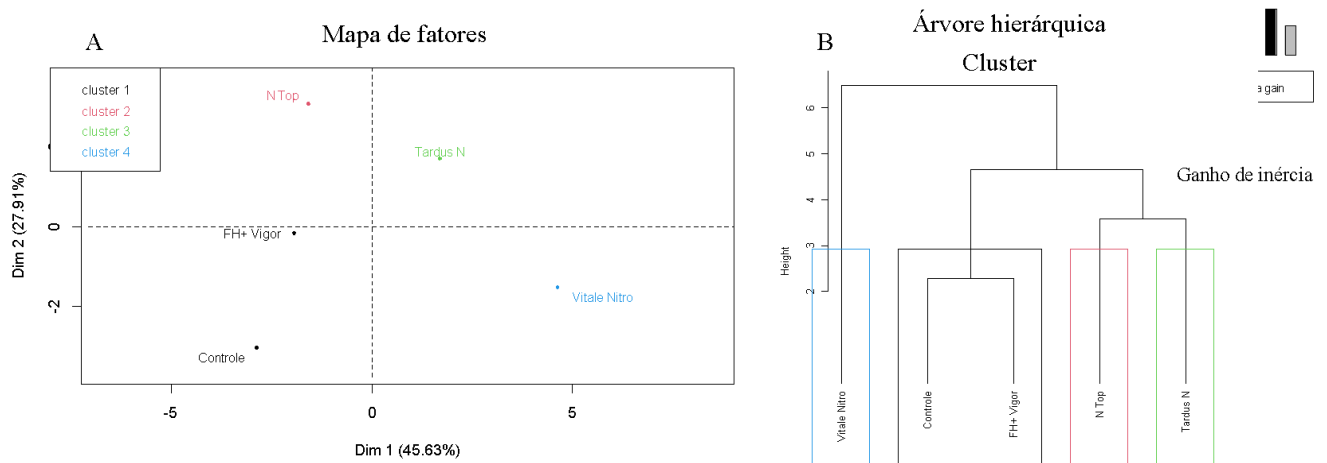 A
Mapa de fatores
cluster 1
cluster 2
cluster 3
cluster 4
N Top
Tardus N
FH+ Vigor
Vitale Nitro
Controle
0
-2
Dim 2 (27.91%)
-5
0
5
Dim 1 (45.63%)
B
Árvore hierárquica
Cluster
a gain
Ganho de inércia
6
5
4
3
2
Height
Vitale Nitro
Controle
FH+ Vigor
N Top
Tardus N